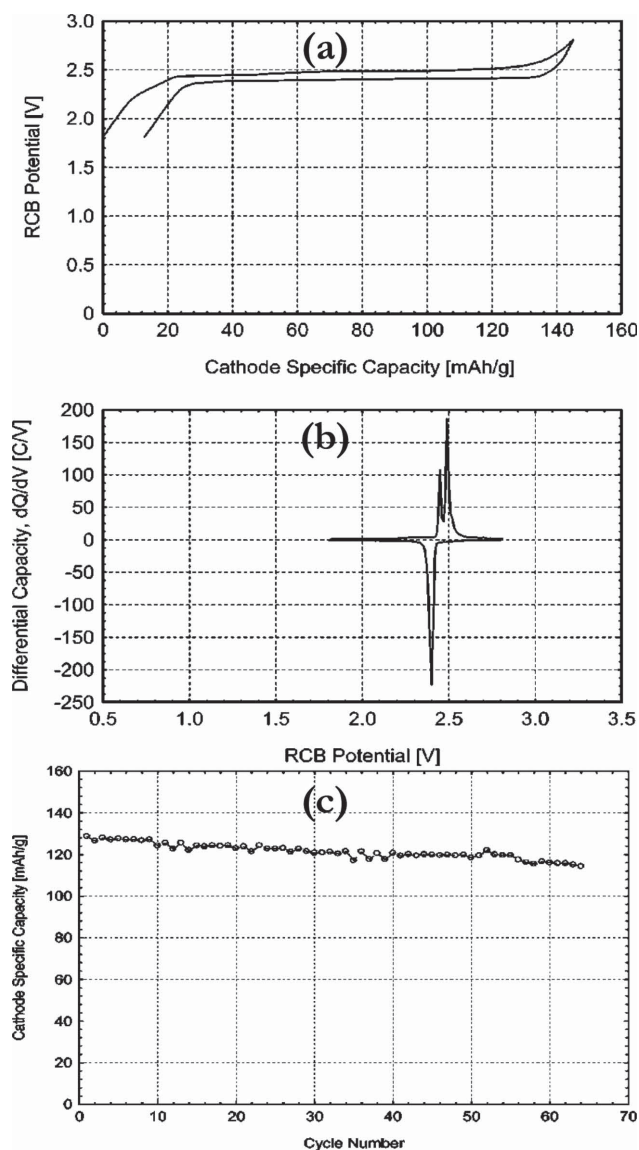 (a)
RCB Potential [V]
3.0
2.5
2.0
1.5
1.0
0.5
0
0 20 40 60 80 100 120 140 160
Cathode Specific Capacity [mAh/g]
(b)
Differential Capacity, dQ/dV [C/V]
200
150
100
50
0
-50
-100
-150
-200
-250
0.5 1.0 1.5 2.0 2.5 3.0 3.5
RCB Potential [V]
(c)
Cathode Specific Capacity [mAh/g]
160
140
120
100
80
60
40
20
0
0 10 20 30 40 50 60 70
Cycle Number